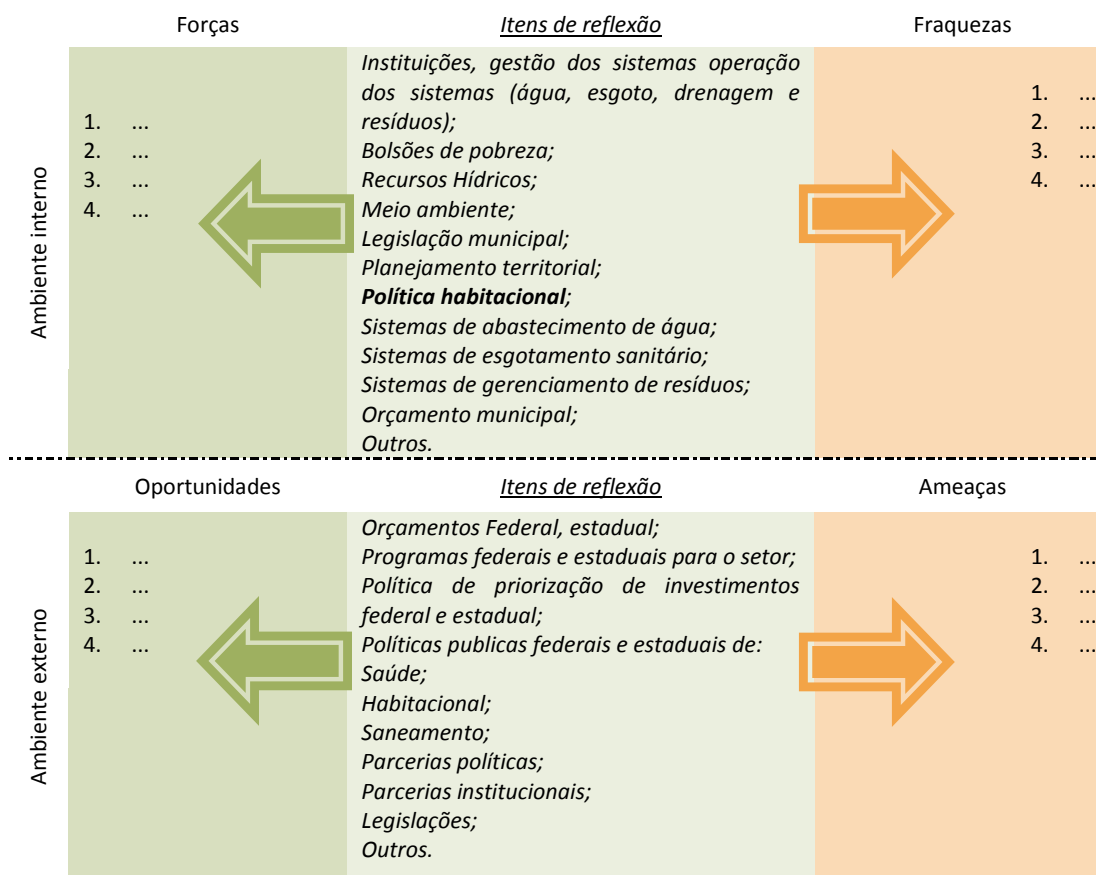 Forças Itens de reflexão Fraquezas
Ambiente interno
1. ...
2. ...
3. ...
4. ...
Instituições, gestão dos sistemas operação
dos sistemas (água, esgoto, drenagem e
resíduos);
Bolsões de pobreza;
Recursos Hídricos;
Meio ambiente;
Legislação municipal;
Planejamento territorial;
Política habitacional;
Sistemas de abastecimento de água;
Sistemas de esgotamento sanitário;
Sistemas de gerenciamento de resíduos;
Orçamento municipal;
Outros.
1. ...
2. ...
3. ...
4. ...
Oportunidades Itens de reflexão Ameaças
Ambiente externo
1. ...
2. ...
3. ...
4. ...
Orçamentos Federal, estadual;
Programas federais e estaduais para o setor;
Política de priorização de investimentos
federal e estadual;
Políticas publicas federais e estaduais de:
Saúde;
Habitacional;
Saneamento;
Parcerias políticas;
Parcerias institucionais;
Legislações;
Outros.
1. ...
2. ...
3. ...
4. ...